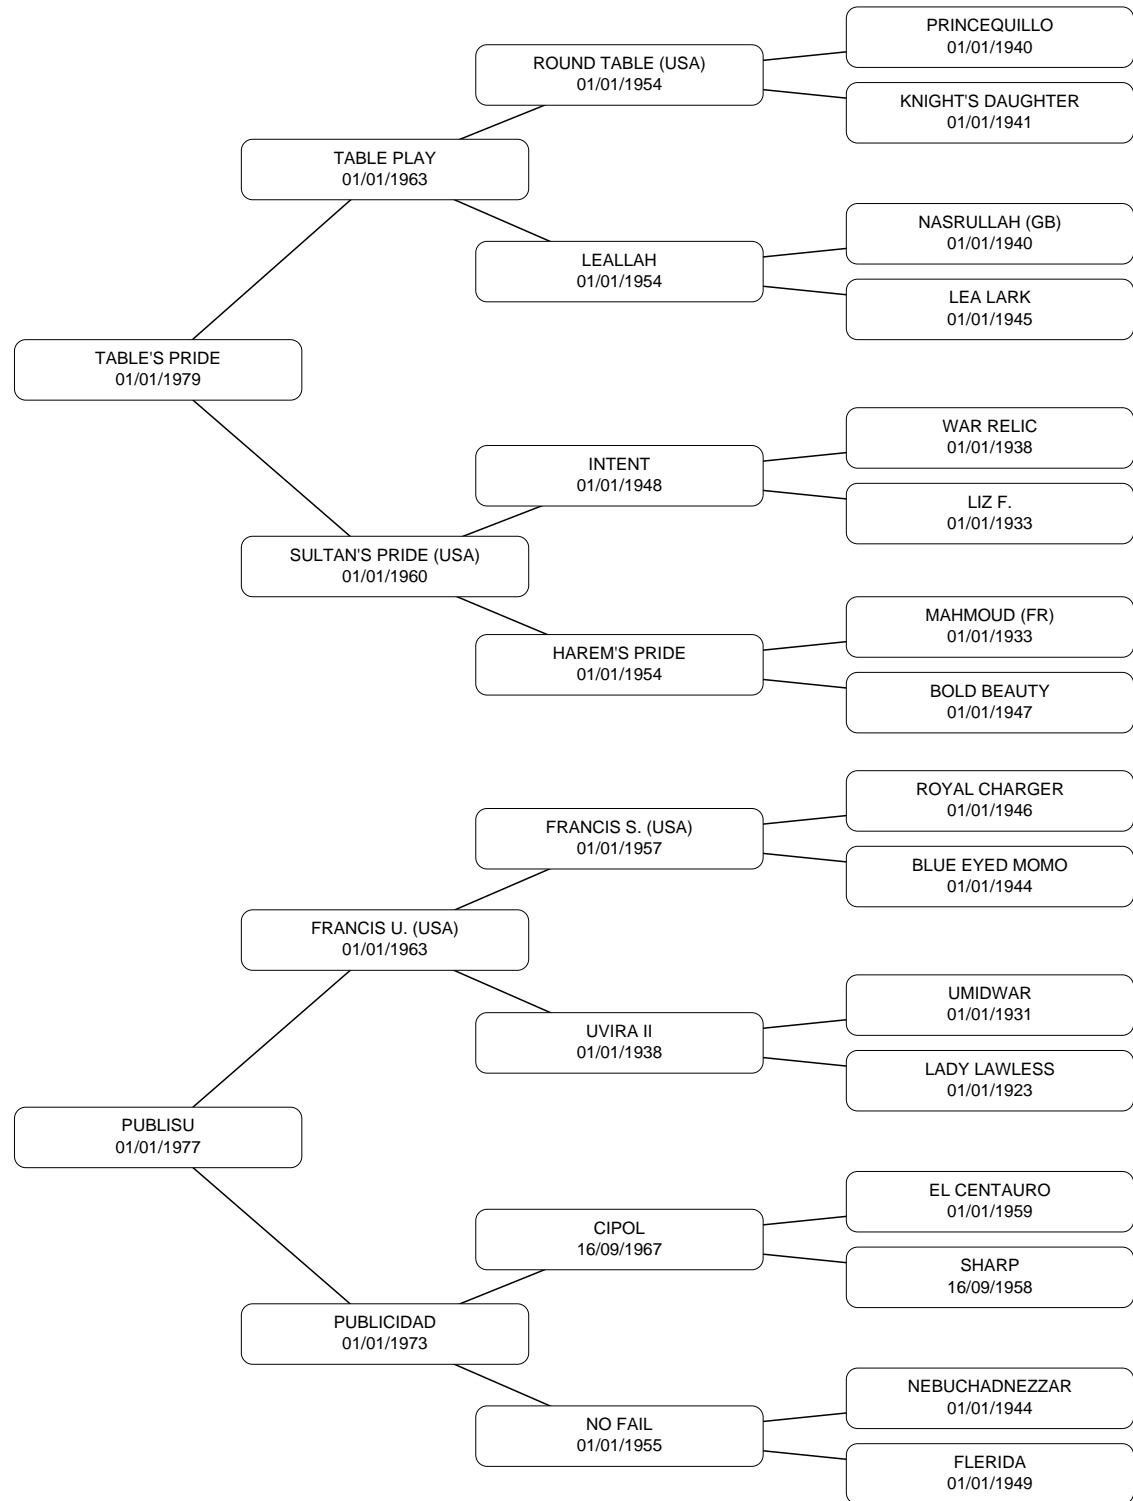 PRINCEQUILLO
01/01/1940
ROUND TABLE (USA)
01/01/1954
KNIGHT'S DAUGHTER
01/01/1941
TABLE PLAY
01/01/1963
NASRULLAH (GB)
01/01/1940
LEALLAH
01/01/1954
LEA LARK
01/01/1945
TABLE'S PRIDE
01/01/1979
WAR RELIC
01/01/1938
INTENT
01/01/1948
LIZ F.
01/01/1933
SULTAN'S PRIDE (USA)
01/01/1960
MAHMOUD (FR)
01/01/1933
HAREM'S PRIDE
01/01/1954
BOLD BEAUTY
01/01/1947
ROYAL CHARGER
01/01/1946
FRANCIS S. (USA)
01/01/1957
BLUE EYED MOMO
01/01/1944
FRANCIS U. (USA)
01/01/1963
UMIDWAR
01/01/1931
UVIRA II
01/01/1938
LADY LAWLESS
01/01/1923
PUBLISU
01/01/1977
EL CENTAURO
01/01/1959
CIPOL
16/09/1967
SHARP
16/09/1958
PUBLICIDAD
01/01/1973
NEBUCHADNEZZAR
01/01/1944
NO FAIL
01/01/1955
FLERIDA
01/01/1949